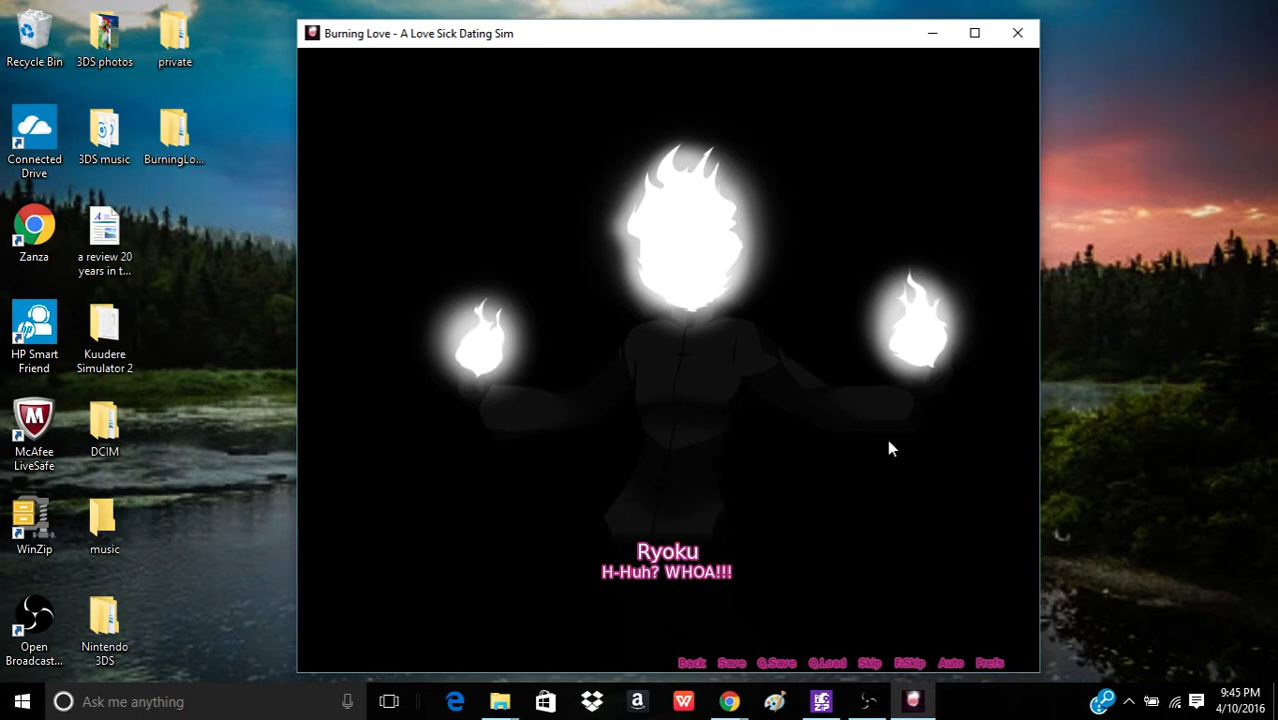 Burning Love - A Love Sick Dating Sim
Recycle Bin
3DS photos
private
Connected
Drive
3DS music
BurningLo...
Zanza
a review 20
years in t...
HP Smart
Friend
Kuudere
Simulator 2
McAfee
LiveSafe
DCIM
WinZip
music
Open
Broadcast...
Nintendo
3DS
Ryoku
H-Huh? WHOA!!!
Back Save Q.Save Q.Load Skip F.Skip Auto Prefs
Ask me anything
9:45 PM
4/10/2016